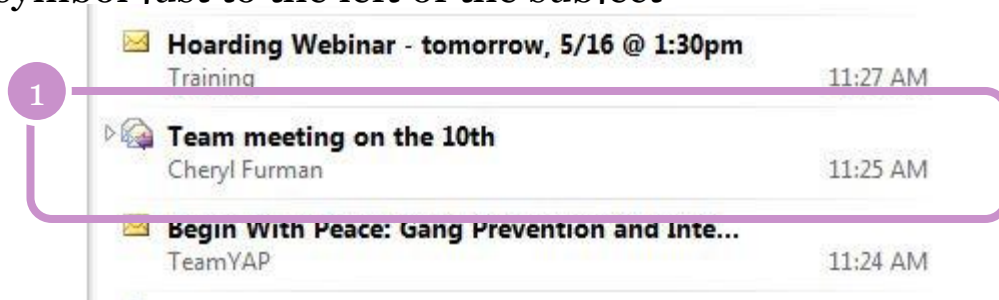 symbol just to the left of the subject
Hoarding Webinar - tomorrow, 5/16 @ 1:30pm
Training 11:27 AM
1
Team meeting on the 10th
Cheryl Furman 11:25 AM
Begin With Peace: Gang Prevention and Inte...
TeamYAP 11:24 AM